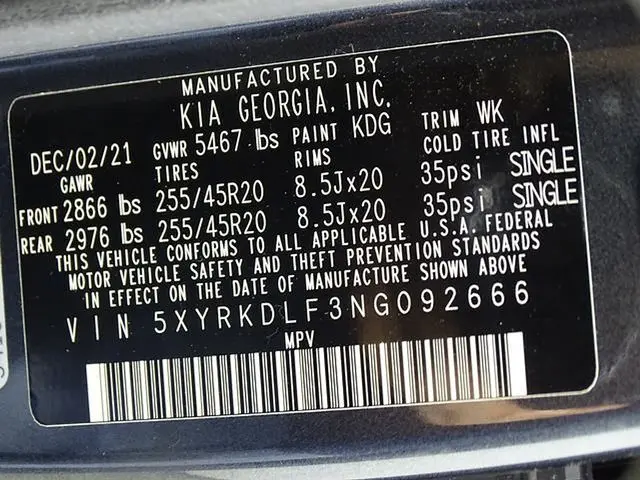 MANUFACTURED BY
KIA GEORGIA, INC.
DEC/02/21 GVWR 5467 lbs PAINT KDG TRIM WK
GAWR TIRES RIMS COLD TIRE INFL
FRONT 2866 lbs 255/45R20 8.5Jx20 35psi SINGLE
REAR 2976 lbs 255/45R20 8.5Jx20 35psi SINGLE
THIS VEHICLE CONFORMS TO ALL APPLICABLE U.S.A. FEDERAL
MOTOR VEHICLE SAFETY AND THEFT PREVENTION STANDARDS
IN EFFECT ON THE DATE OF MANUFACTURE SHOWN ABOVE
VIN 5XYRKDLF3NG092666
MPV